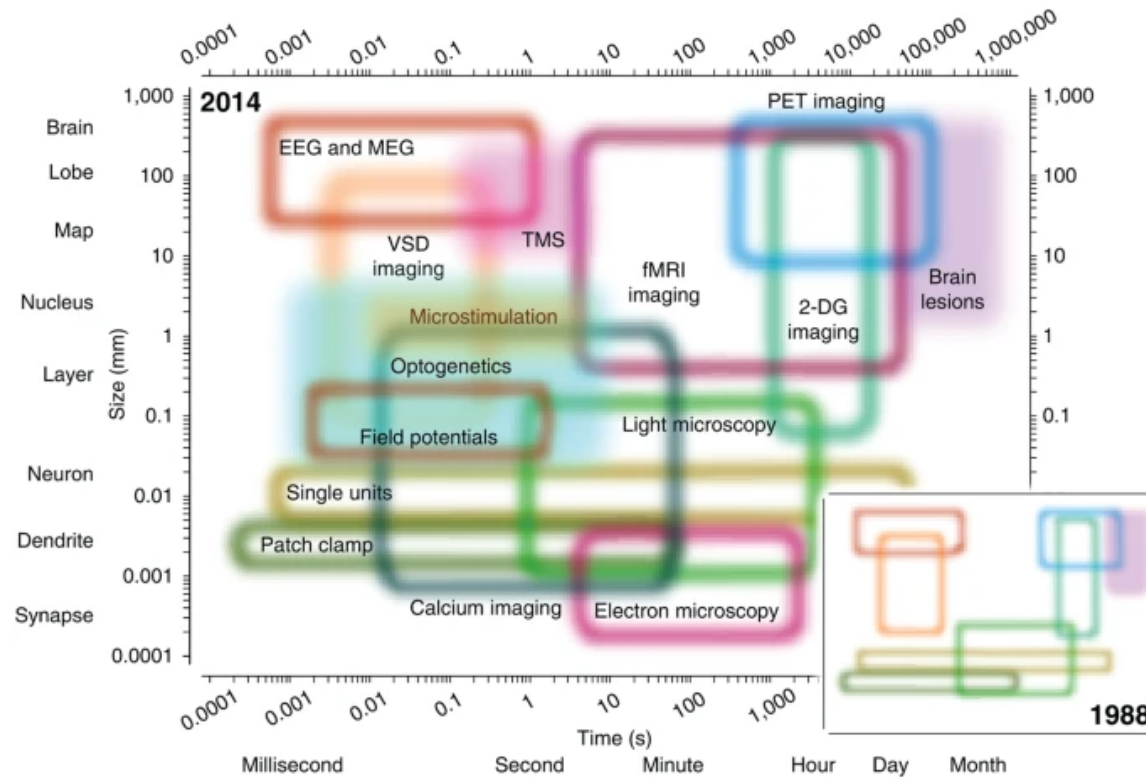 0.0001 0.001 0.01 0.1 1 10 100 1,000 10,000 100,000 1,000,000
2014
PET imaging
1,000 1,000
Brain
EEG and MEG
Lobe
100 100
Map
TMS
VSD
imaging
10 10
fMRI
imaging
Brain
lesions
Nucleus
2-DG
imaging
Microstimulation
1 1
Size (mm)
Layer
Optogenetics
0.1 0.1
Light microscopy
Field potentials
Neuron
Single units
0.01
Dendrite
Patch clamp
0.001
Calcium imaging
Electron microscopy
Synapse
0.0001
0.0001 0.001 0.01 0.1 1 10 100 1,000
1988
Time (s)
Millisecond Second Minute Hour Day Month